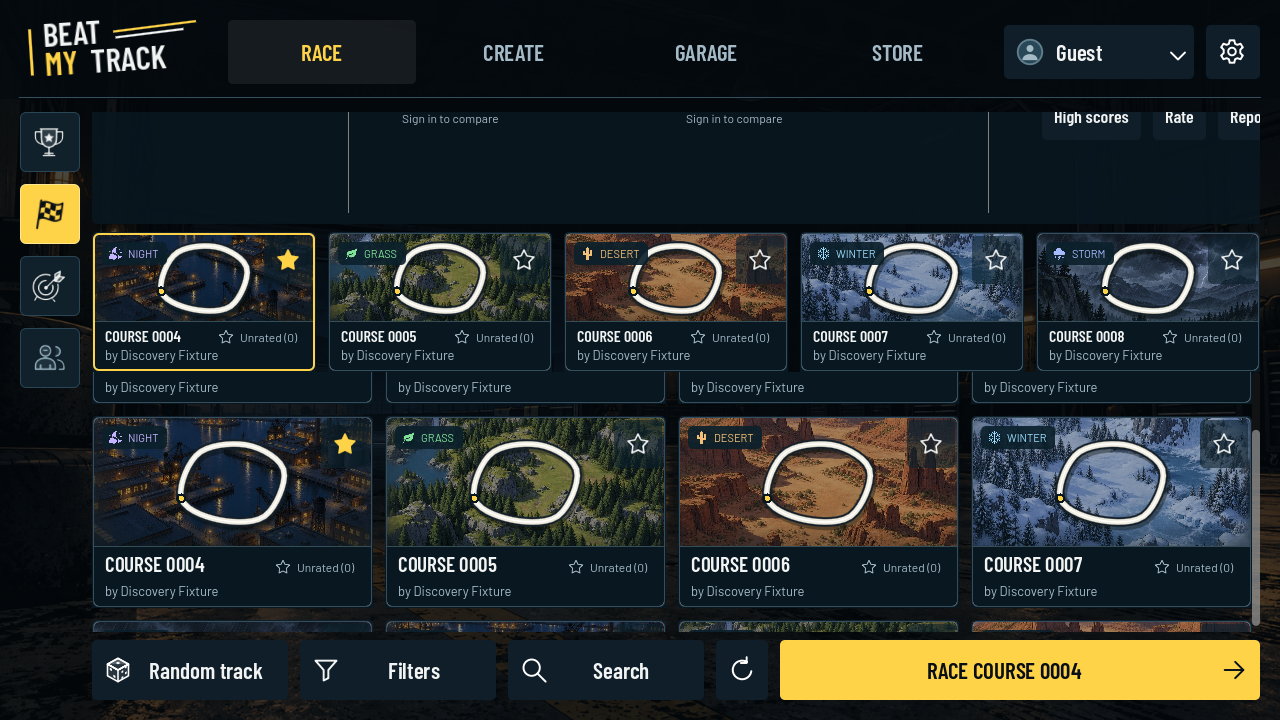 BEAT
MY TRACK
RACE
CREATE
GARAGE
STORE
Guest
Sign in to compare
Sign in to compare
High scores
Rate
Repo
NIGHT
GRASS
DESERT
WINTER
STORM
COURSE 0004
Unrated (0)
by Discovery Fixture
COURSE 0005
Unrated (0)
by Discovery Fixture
COURSE 0006
Unrated (0)
by Discovery Fixture
COURSE 0007
Unrated (0)
by Discovery Fixture
COURSE 0008
Unrated (0)
by Discovery Fixture
by Discovery Fixture
by Discovery Fixture
by Discovery Fixture
by Discovery Fixture
NIGHT
GRASS
DESERT
WINTER
COURSE 0004
Unrated (0)
by Discovery Fixture
COURSE 0005
Unrated (0)
by Discovery Fixture
COURSE 0006
Unrated (0)
by Discovery Fixture
COURSE 0007
Unrated (0)
by Discovery Fixture
Random track
Filters
Search
RACE COURSE 0004